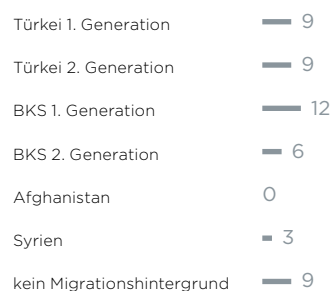 Türkei 1. Generation 9
Türkei 2. Generation 9
BKS 1. Generation 12
BKS 2. Generation 6
Afghanistan 0
Syrien 3
kein Migrationshintergrund 9